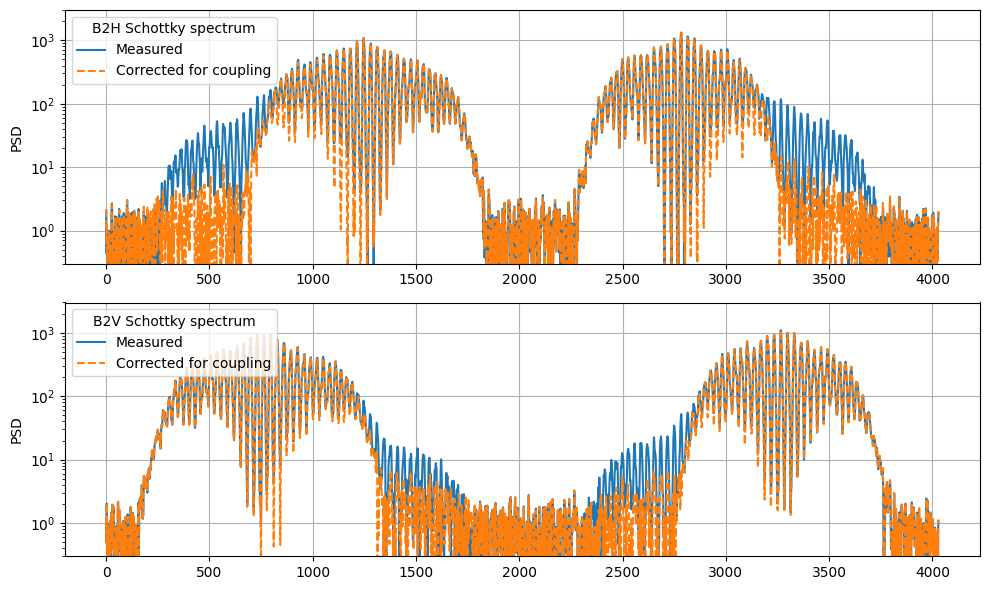 B2H Schottky spectrum
Measured
Corrected for coupling
PSD
10³
10²
10¹
10⁰
0 500 1000 1500 2000 2500 3000 3500 4000
B2V Schottky spectrum
Measured
Corrected for coupling
PSD
10³
10²
10¹
10⁰
0 500 1000 1500 2000 2500 3000 3500 4000